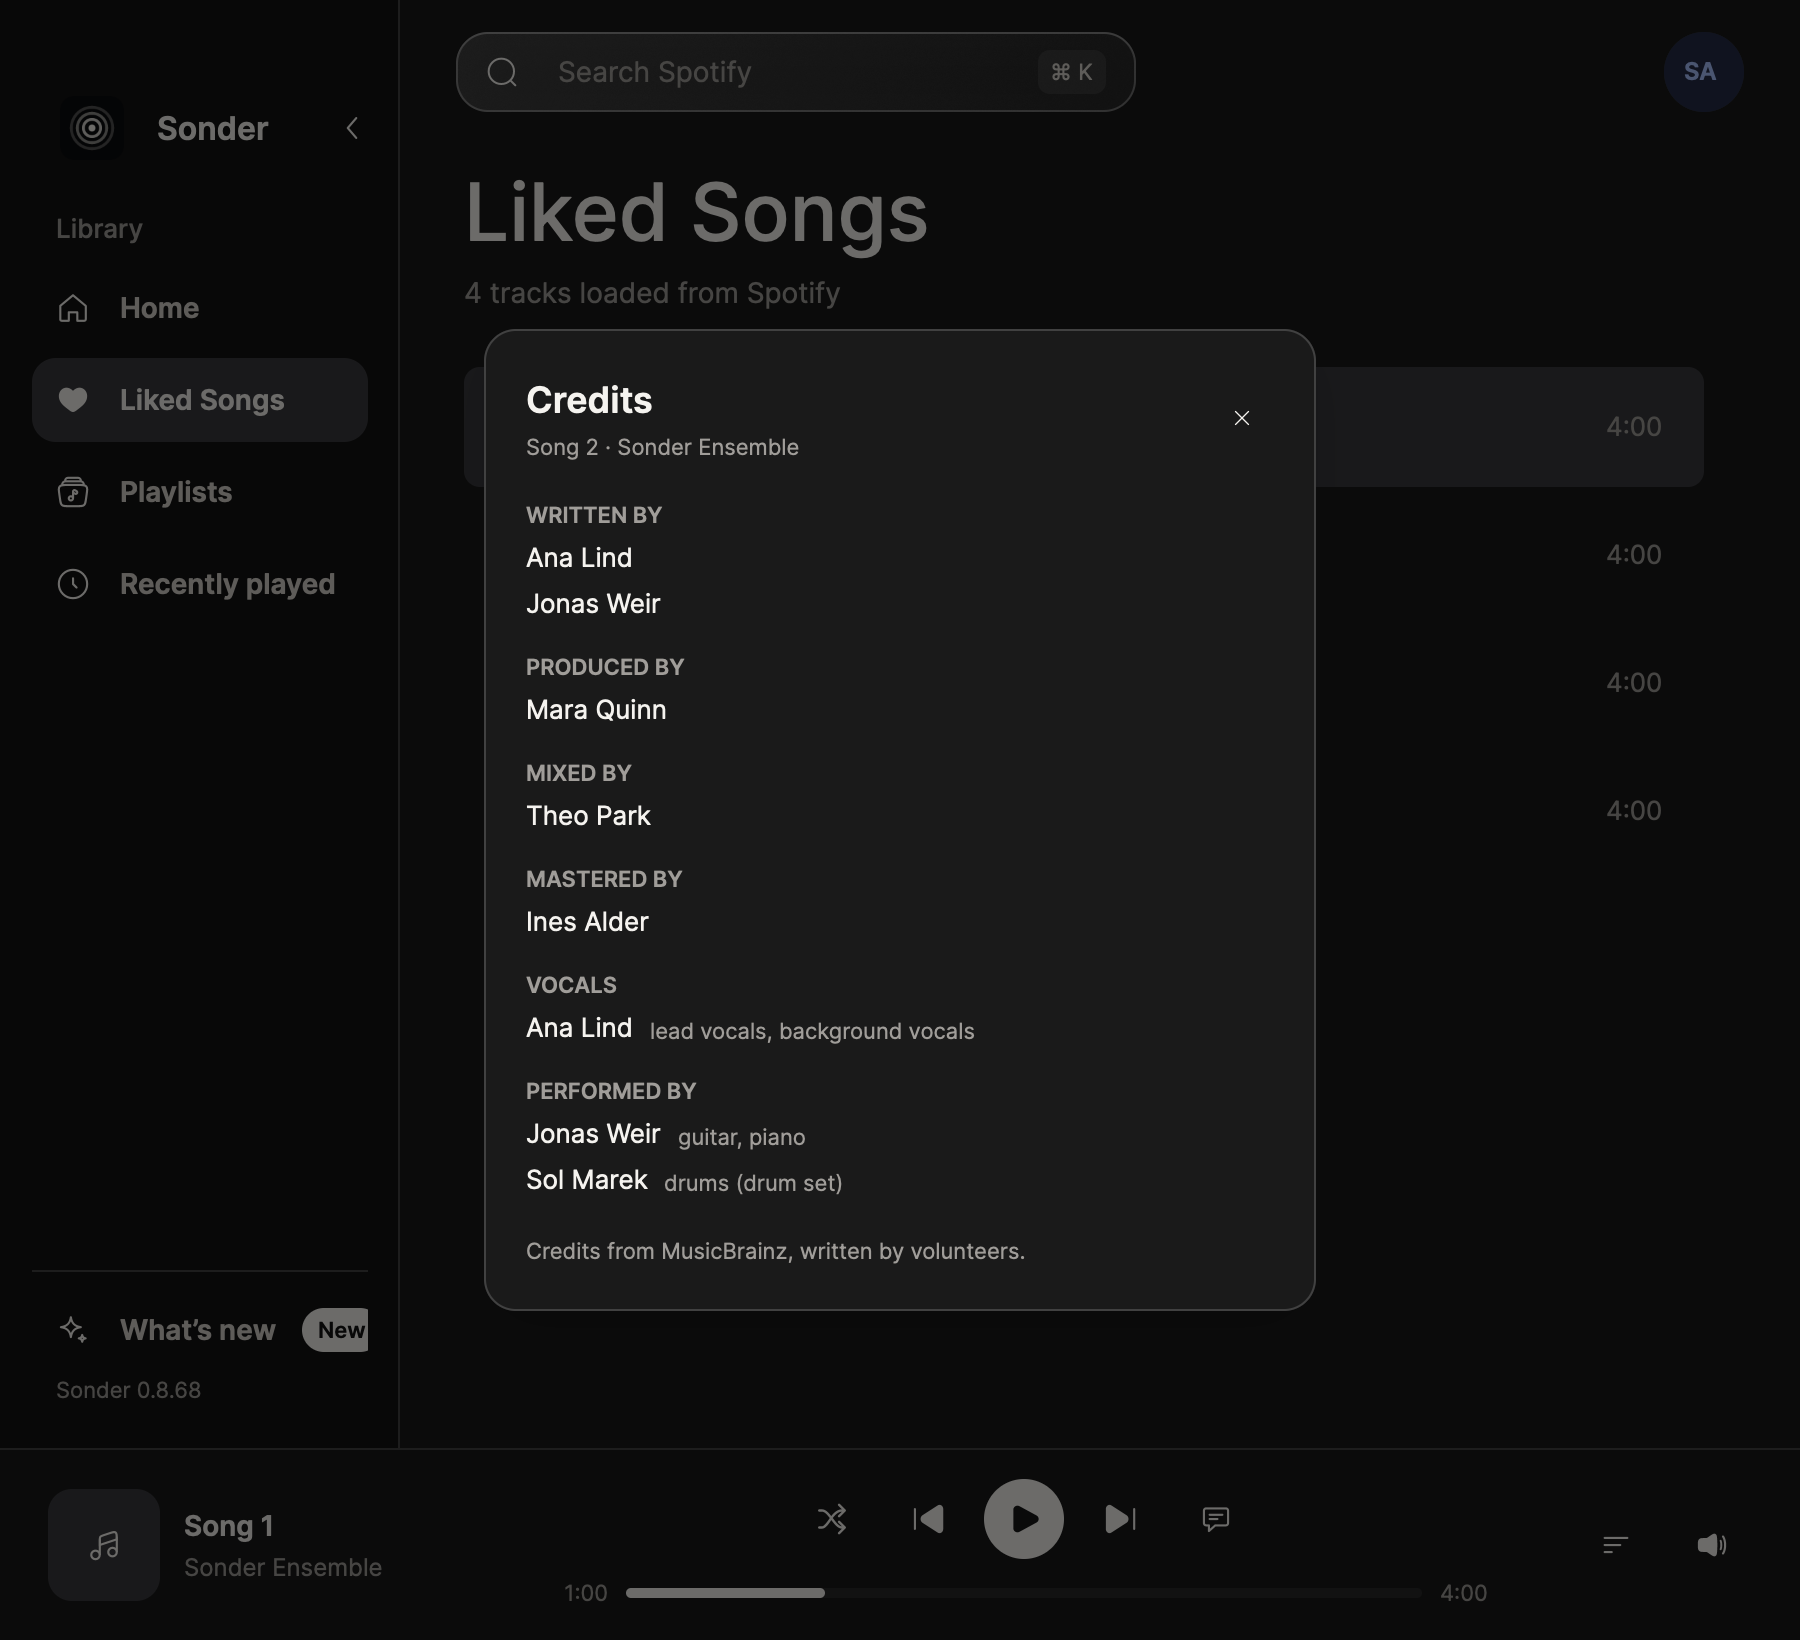 Sonder
Library
Home
Liked Songs
Playlists
Recently played
What’s new New
Sonder 0.8.68
Search Spotify ⌘ K
SA
Liked Songs
4 tracks loaded from Spotify
4:00
4:00
4:00
4:00
Credits
Song 2 · Sonder Ensemble
WRITTEN BY
Ana Lind
Jonas Weir
PRODUCED BY
Mara Quinn
MIXED BY
Theo Park
MASTERED BY
Ines Alder
VOCALS
Ana Lind lead vocals, background vocals
PERFORMED BY
Jonas Weir guitar, piano
Sol Marek drums (drum set)
Credits from MusicBrainz, written by volunteers.
Song 1
Sonder Ensemble
1:00
4:00